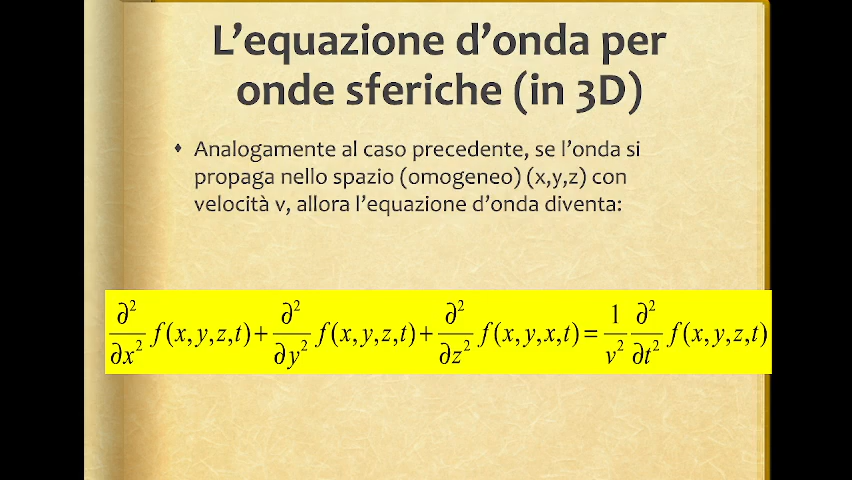 L’equazione d’onda per
onde sferiche (in 3D)
Analogamente al caso precedente, se l’onda si
propaga nello spazio (omogeneo) (x,y,z) con
velocità v, allora l’equazione d’onda diventa:
∂²/∂x² f(x,y,z,t) + ∂²/∂y² f(x,y,z,t) + ∂²/∂z² f(x,y,x,t) = 1/v² ∂²/∂t² f(x,y,z,t)